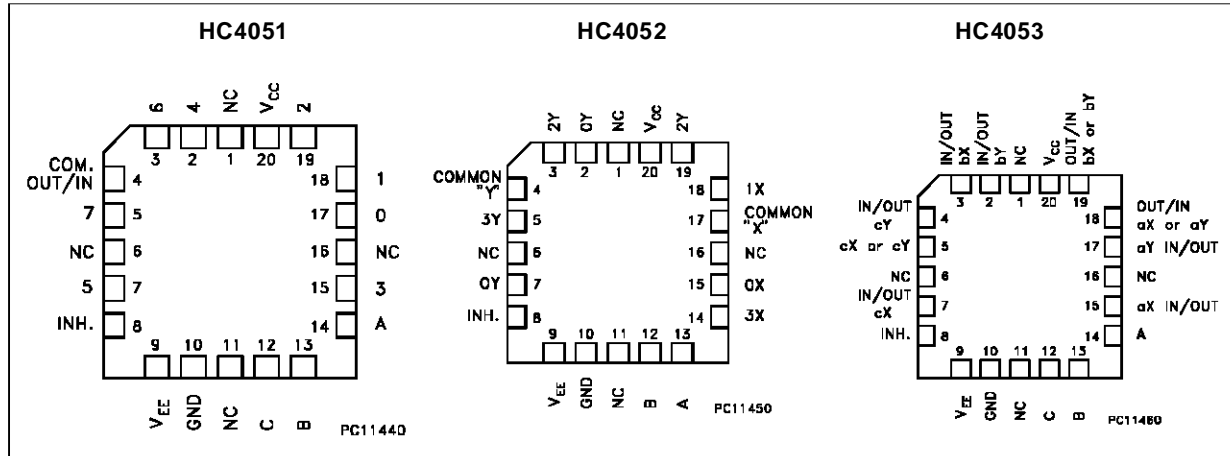 HC4051
6 4 NC VCC 2
3 2 1 20 19
COM.
OUT/IN 4 18 1
7 5 17 0
NC 6 16 NC
5 7 15 3
INH. 8 14 A
9 10 11 12 13
VEE GND NC C B
PC11440
HC4052
2Y 0Y NC VCC 2Y
3 2 1 20 19
COMMON
"Y" 4 18 1X
3Y 5 17 COMMON
"X"
NC 6 16 NC
0Y 7 15 0X
INH. 8 14 3X
9 10 11 12 13
VEE GND NC B A
PC11450
HC4053
IN/OUT
bX
IN/OUT
bY
NC
VCC
OUT/IN
bX or bY
3 2 1 20 19
IN/OUT
cY 4 18 OUT/IN
aX or aY
cX or cY 5 17 aY IN/OUT
NC 6 16 NC
IN/OUT
cX 7 15 aX IN/OUT
INH. 8 14 A
9 10 11 12 13
VEE GND NC C B
PC11460